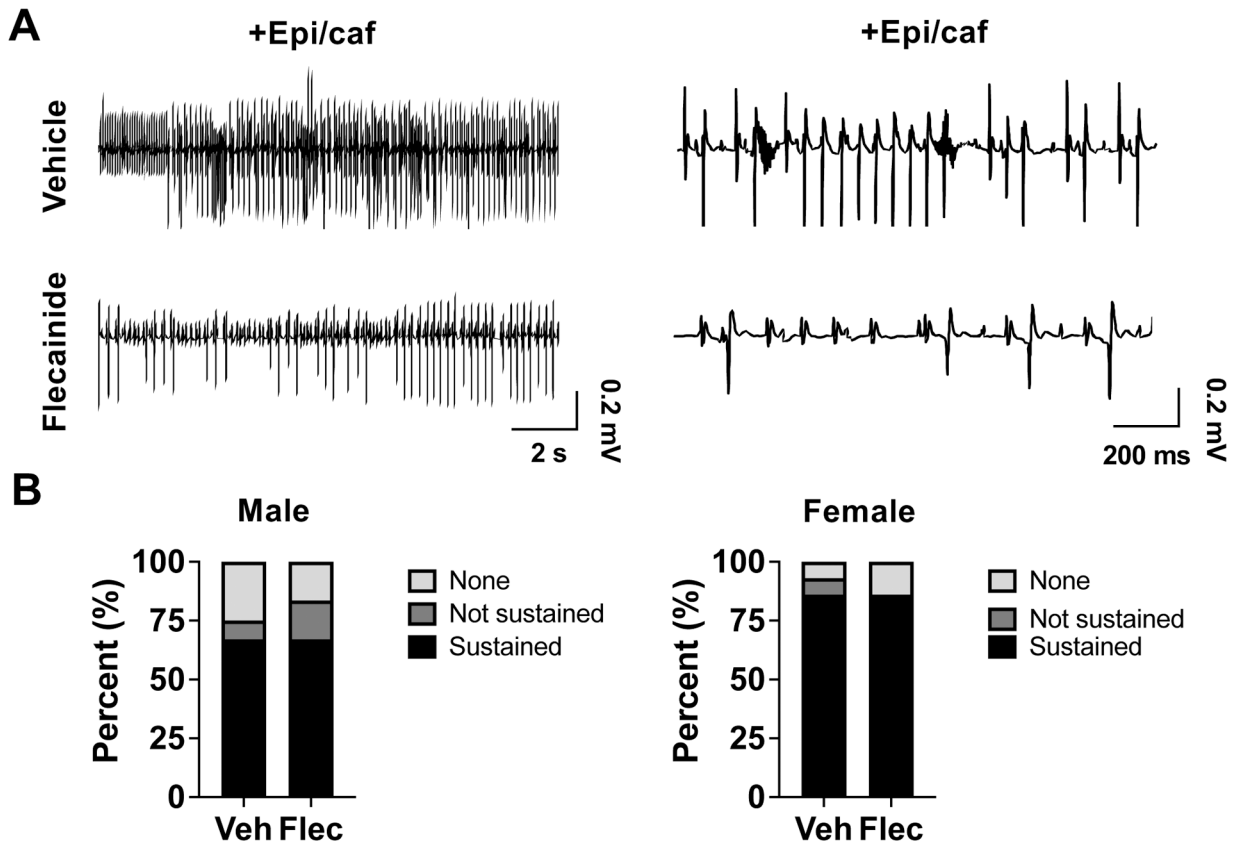 A
+Epi/caf
+Epi/caf
Vehicle
Flecainide
2 s
0.2 mV
200 ms
0.2 mV
B
Male
Percent (%)
100
75
50
25
0
Veh Flec
None
Not sustained
Sustained
Female
Percent (%)
100
75
50
25
0
Veh Flec
None
Not sustained
Sustained